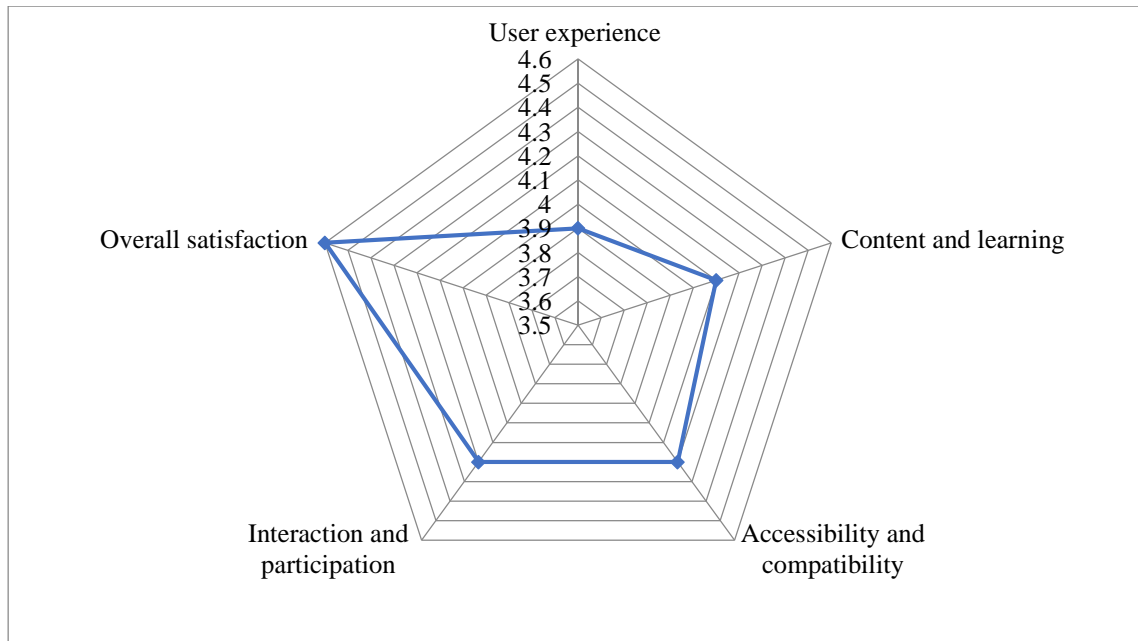 User experience
4.6
4.5
4.4
4.3
4.2
4.1
4
3.9
3.8
3.7
3.6
3.5
Overall satisfaction
Content and learning
Interaction and
participation
Accessibility and
compatibility